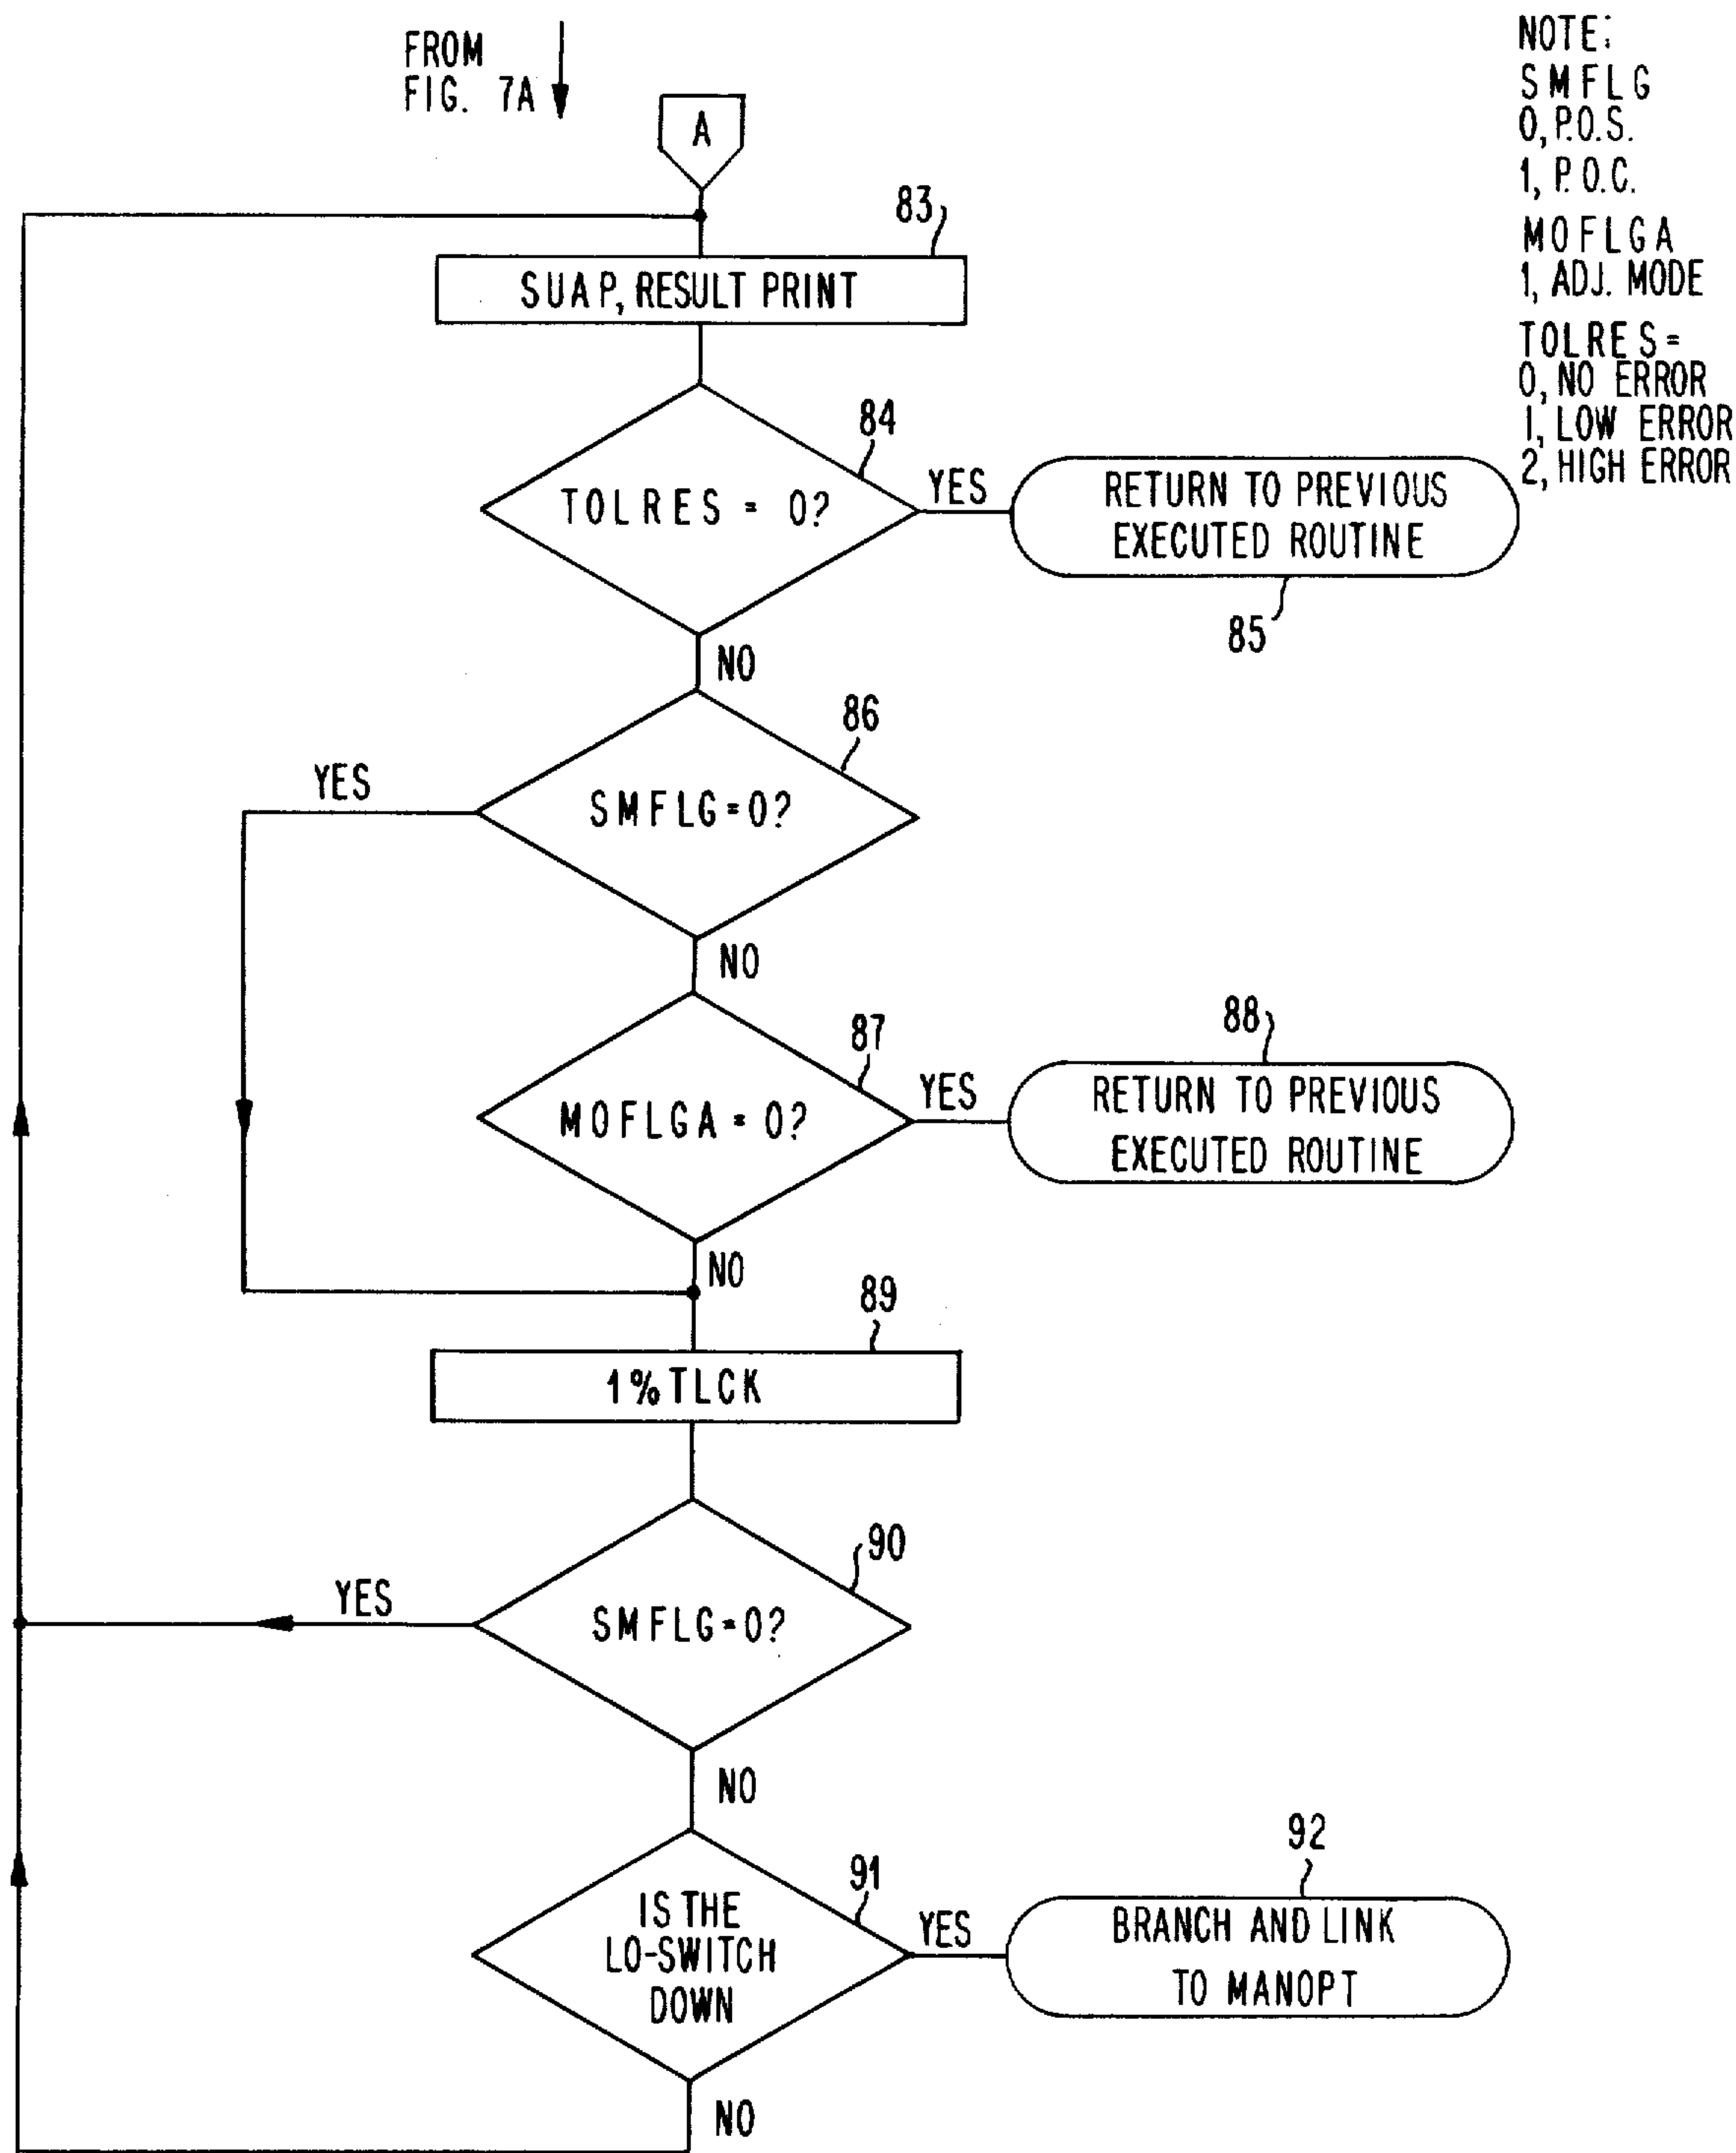 FROM
FIG. 7A
NOTE:
SMFLG
0, P.O.S.
1, P.O.C.
MOFLGA
1, ADJ. MODE
TOLRES=
0, NO ERROR
1, LOW ERROR
2, HIGH ERROR
A
83
SUAP, RESULT PRINT
84
TOLRES = 0?
YES
RETURN TO PREVIOUS
EXECUTED ROUTINE
85
NO
86
YES
SMFLG=0?
NO
87
MOFLGA = 0?
YES
88
RETURN TO PREVIOUS
EXECUTED ROUTINE
NO
89
1% TLCK
90
YES
SMFLG=0?
NO
91
IS THE
LO-SWITCH
DOWN
YES
92
BRANCH AND LINK
TO MANOPT
NO